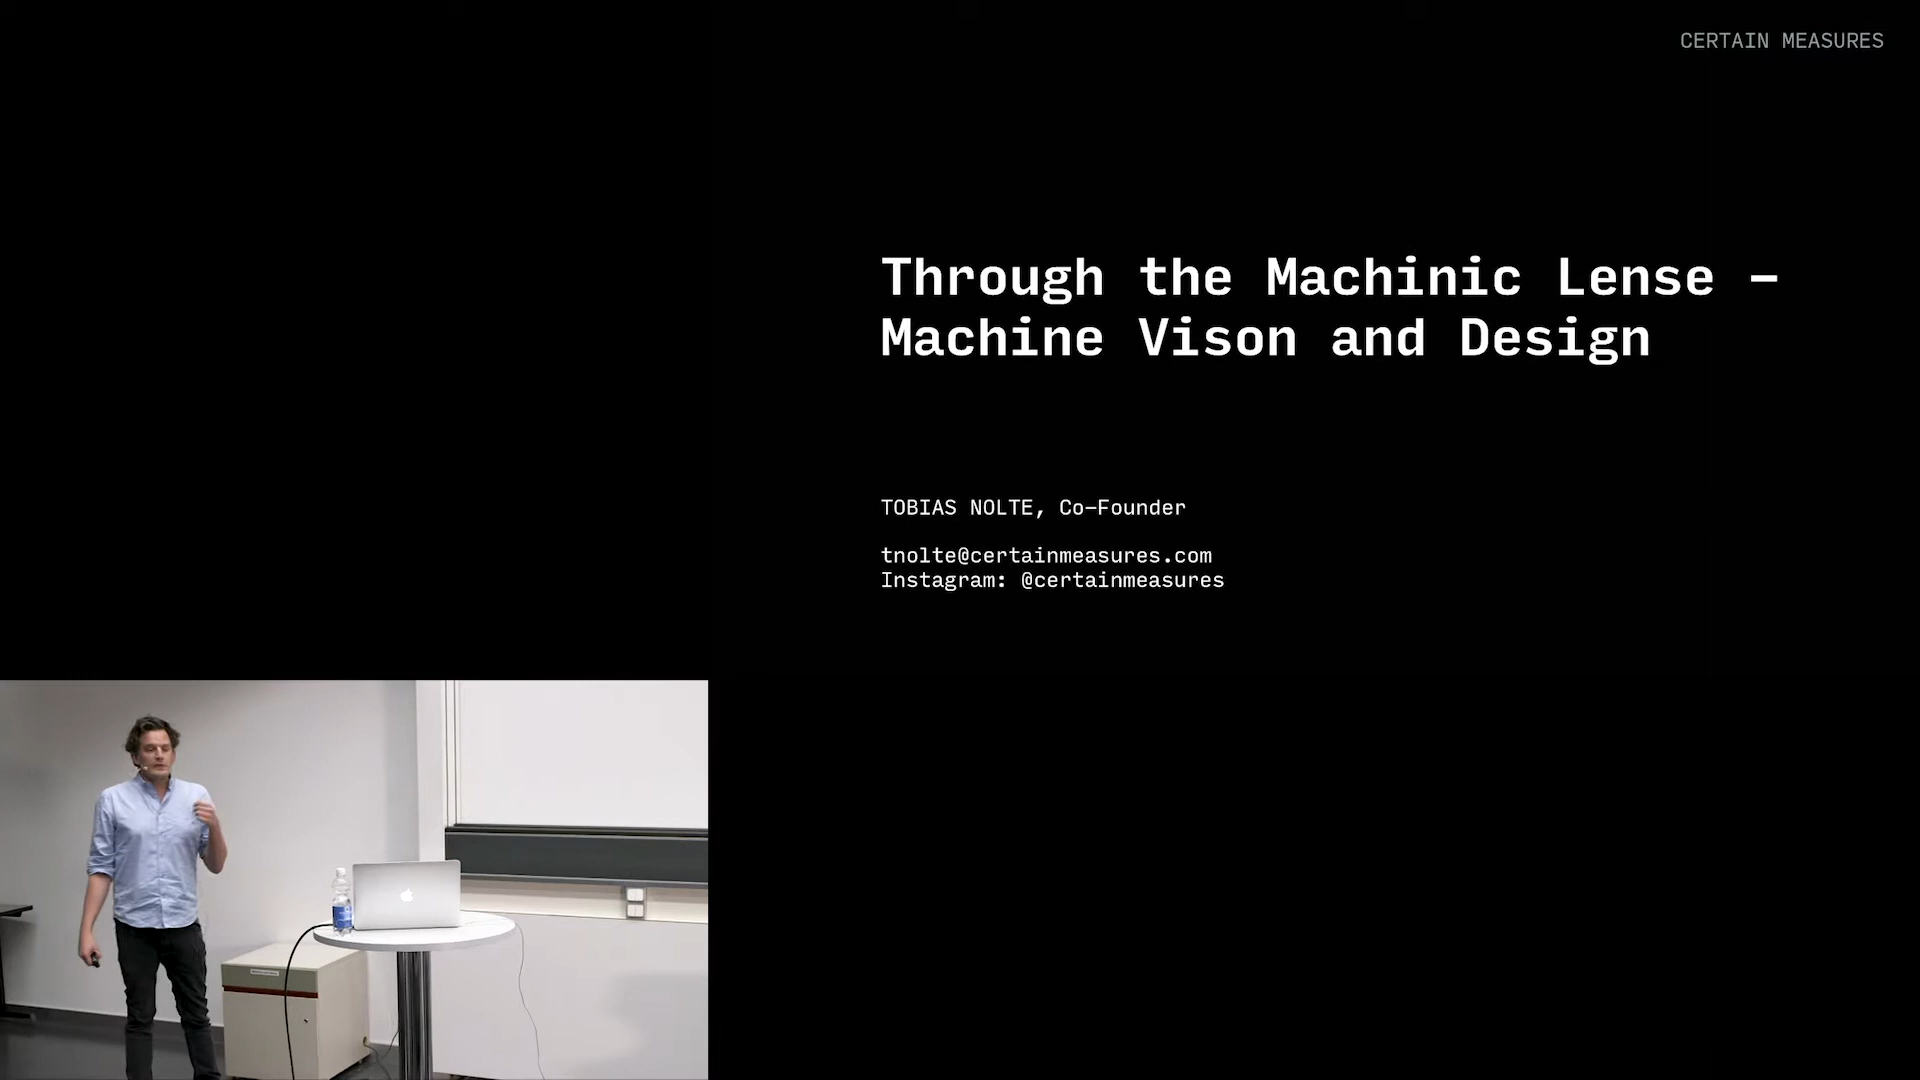 CERTAIN MEASURES
Through the Machinic Lense –
Machine Vison and Design
TOBIAS NOLTE, Co–Founder
tnolte@certainmeasures.com
Instagram: @certainmeasures